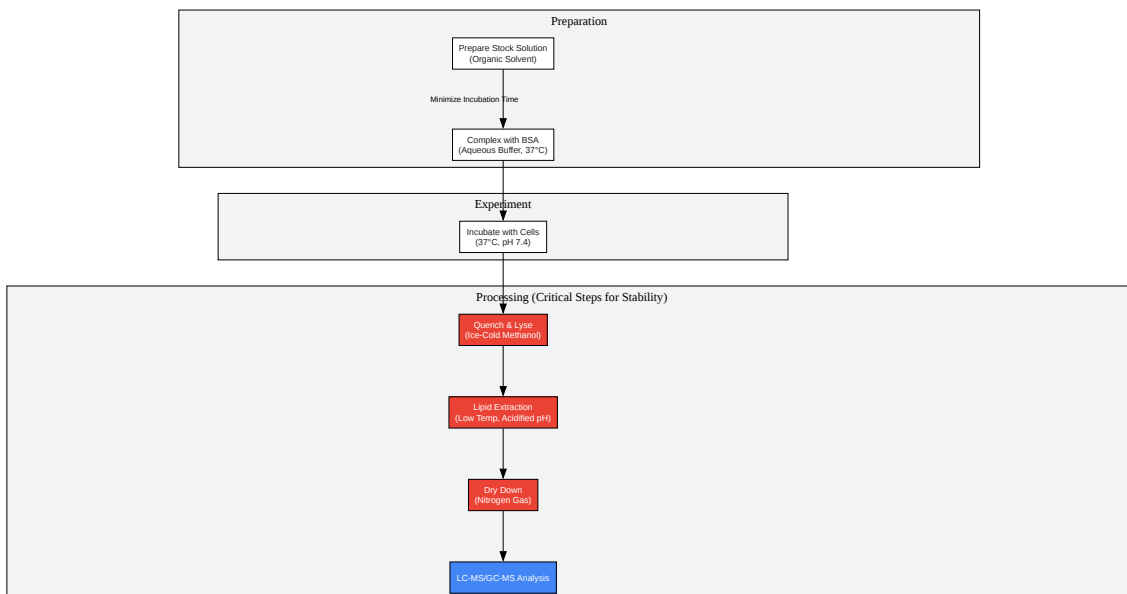 Preparation
Prepare Stock Solution
(Organic Solvent)
Minimize Incubation Time
Complex with BSA
(Aqueous Buffer, 37°C)
Experiment
Incubate with Cells
(37°C, pH 7.4)
Processing (Critical Steps for Stability)
Quench & Lyse
(Ice-Cold Methanol)
Lipid Extraction
(Low Temp, Acidified pH)
Dry Down
(Nitrogen Gas)
LC-MS/GC-MS Analysis